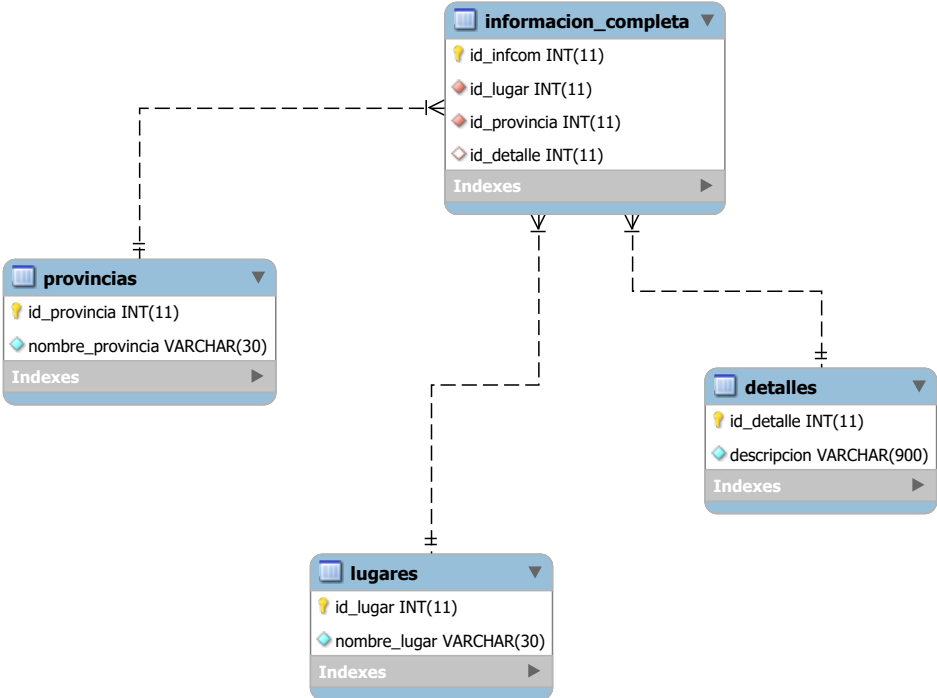 informacion_completa
id_infcom INT(11)
id_lugar INT(11)
id_provincia INT(11)
id_detalle INT(11)
Indexes
provincias
id_provincia INT(11)
nombre_provincia VARCHAR(30)
Indexes
detalles
id_detalle INT(11)
descripcion VARCHAR(900)
Indexes
lugares
id_lugar INT(11)
nombre_lugar VARCHAR(30)
Indexes